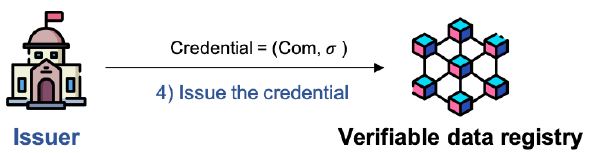 Credential = (Com, σ )
4) Issue the credential
Issuer
Verifiable data registry